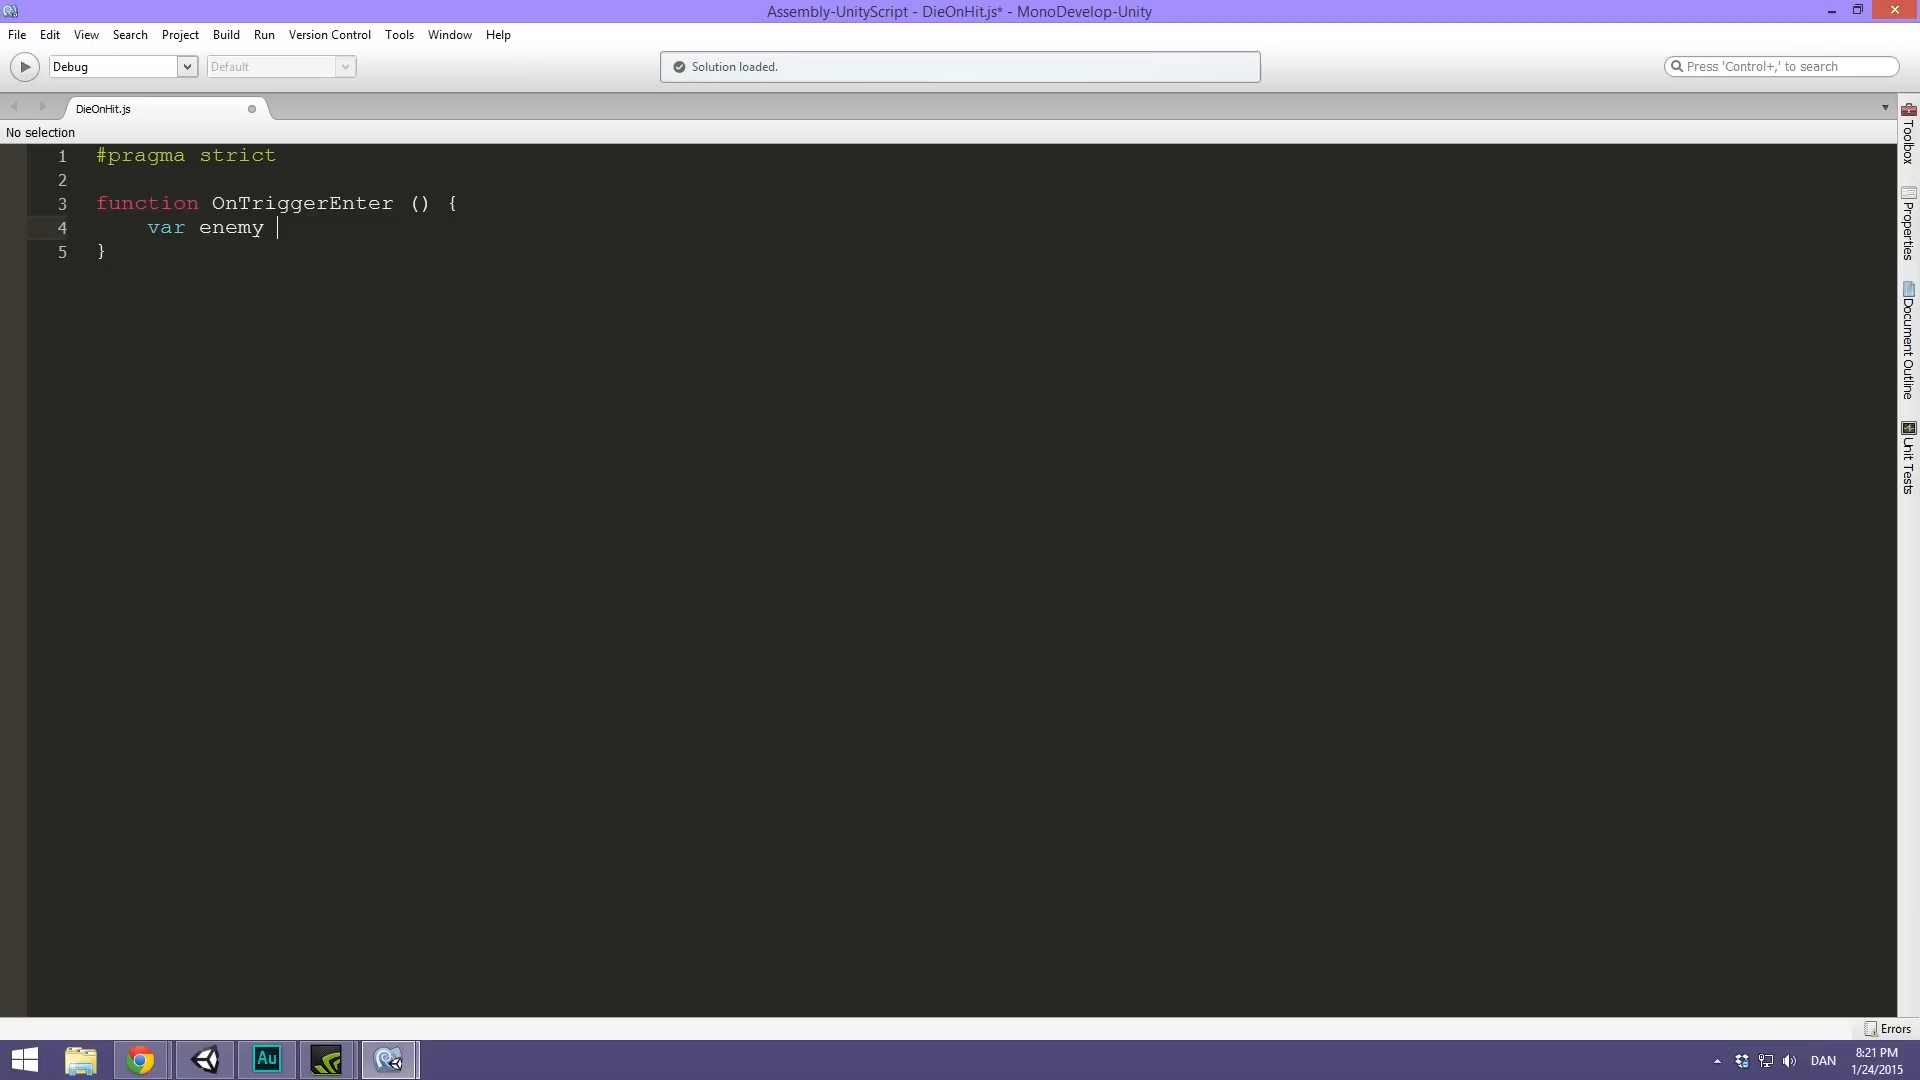 Assembly-UnityScript - DieOnHit.js* - MonoDevelop-Unity
File Edit View Search Project Build Run Version Control Tools Window Help
Debug Default Solution loaded. Press 'Control+,' to search
DieOnHit.js
No selection
1 #pragma strict
2
3 function OnTriggerEnter () {
4 var enemy
5 }
Toolbox
Properties
Document Outline
Unit Tests
Errors
Au
DAN
8:21 PM
1/24/2015